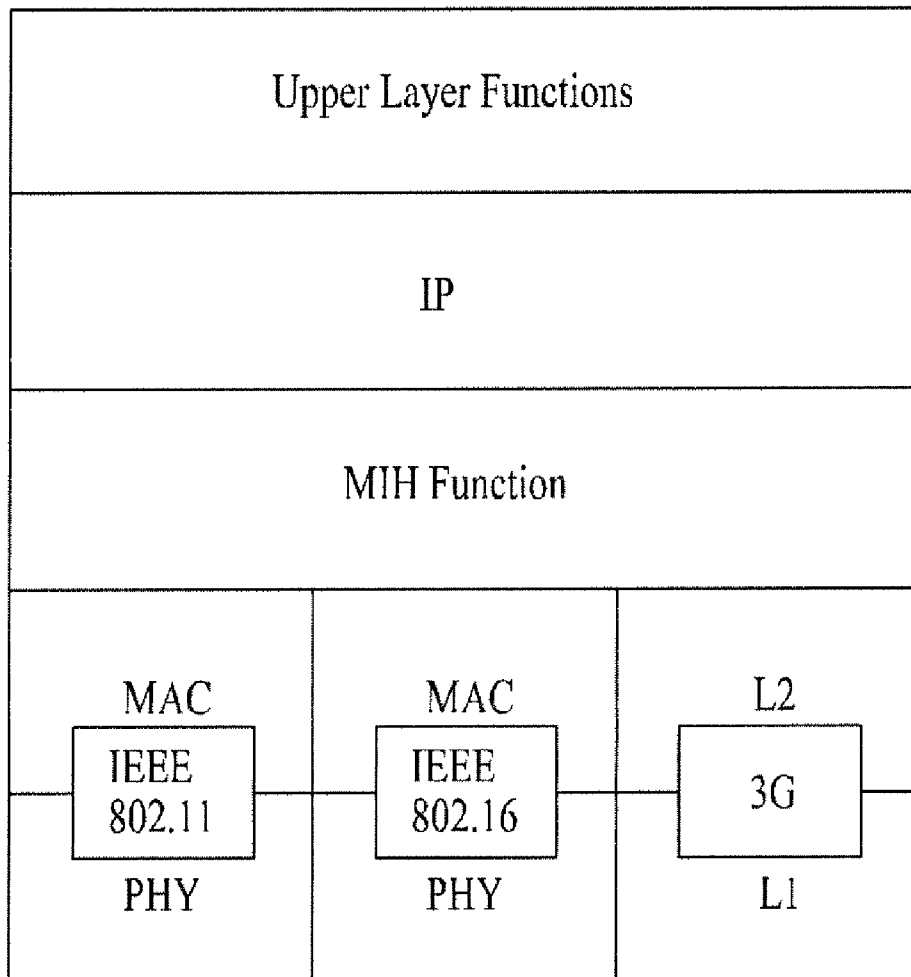 Upper Layer Functions
IP
MIH Function
MAC
IEEE
802.11
PHY
MAC
IEEE
802.16
PHY
L2
3G
L1